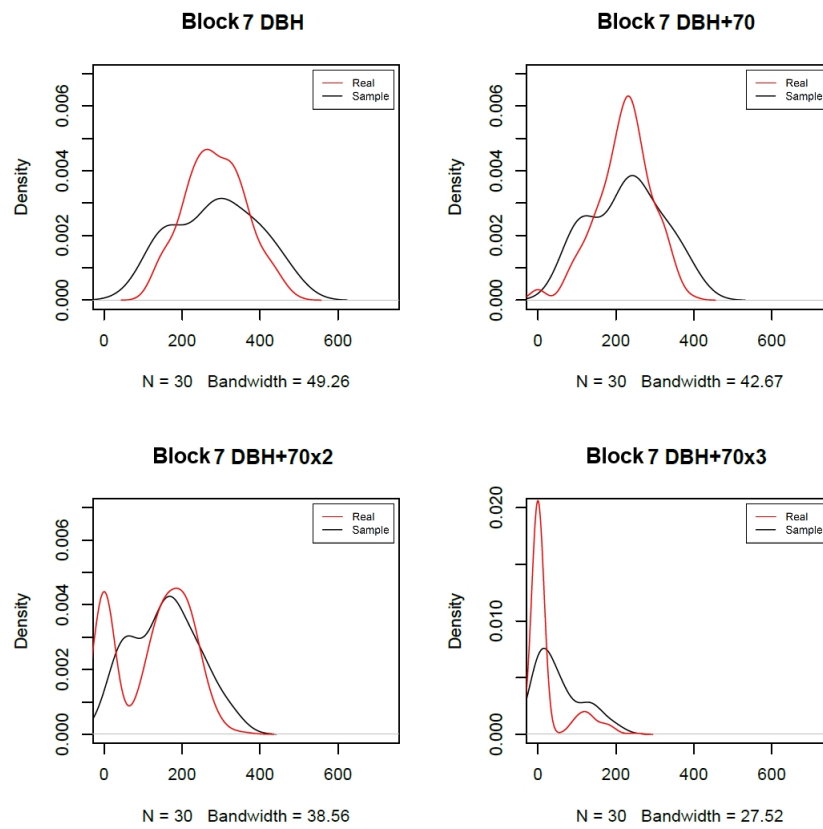 Block 7 DBH
Real
Sample
Density
0.000 0.002 0.004 0.006
0 200 400 600
N = 30 Bandwidth = 49.26
Block 7 DBH+70
Real
Sample
Density
0.000 0.002 0.004 0.006
0 200 400 600
N = 30 Bandwidth = 42.67
Block 7 DBH+70x2
Real
Sample
Density
0.000 0.002 0.004 0.006
0 200 400 600
N = 30 Bandwidth = 38.56
Block 7 DBH+70x3
Real
Sample
Density
0.000 0.010 0.020
0 200 400 600
N = 30 Bandwidth = 27.52